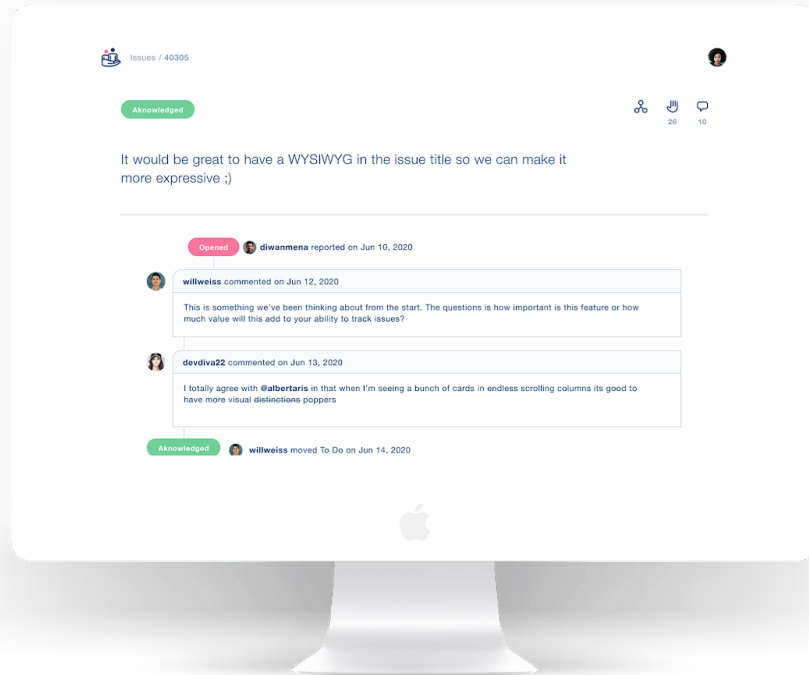 Issues / 40305
Aknowledged
26
10
It would be great to have a WYSIWYG in the issue title so we can make it
more expressive ;)
Opened
diwanmena reported on Jun 10, 2020
willweiss commented on Jun 12, 2020
This is something we've been thinking about from the start. The questions is how important is this feature or how
much value will this add to your ability to track issues?
devdiva22 commented on Jun 13, 2020
I totally agree with @albertaris in that when I'm seeing a bunch of cards in endless scrolling columns its good to
have more visual distinctions poppers
Aknowledged
willweiss moved To Do on Jun 14, 2020